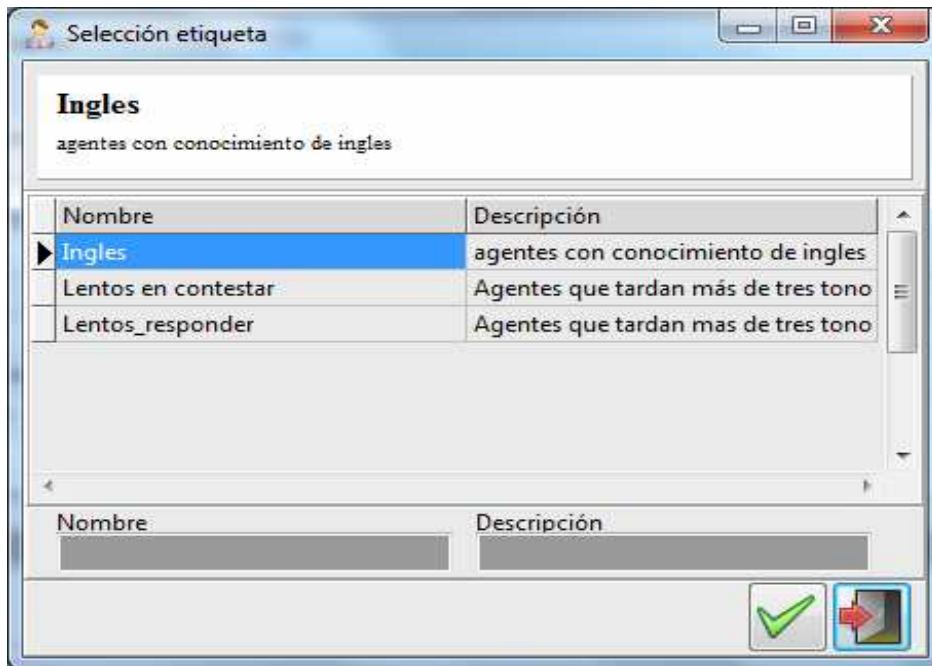 Selección etiqueta
Ingles
agentes con conocimiento de ingles
Nombre Descripción
Ingles agentes con conocimiento de ingles
Lentos en contestar Agentes que tardan más de tres tono
Lentos_responder Agentes que tardan mas de tres tono
Nombre Descripción